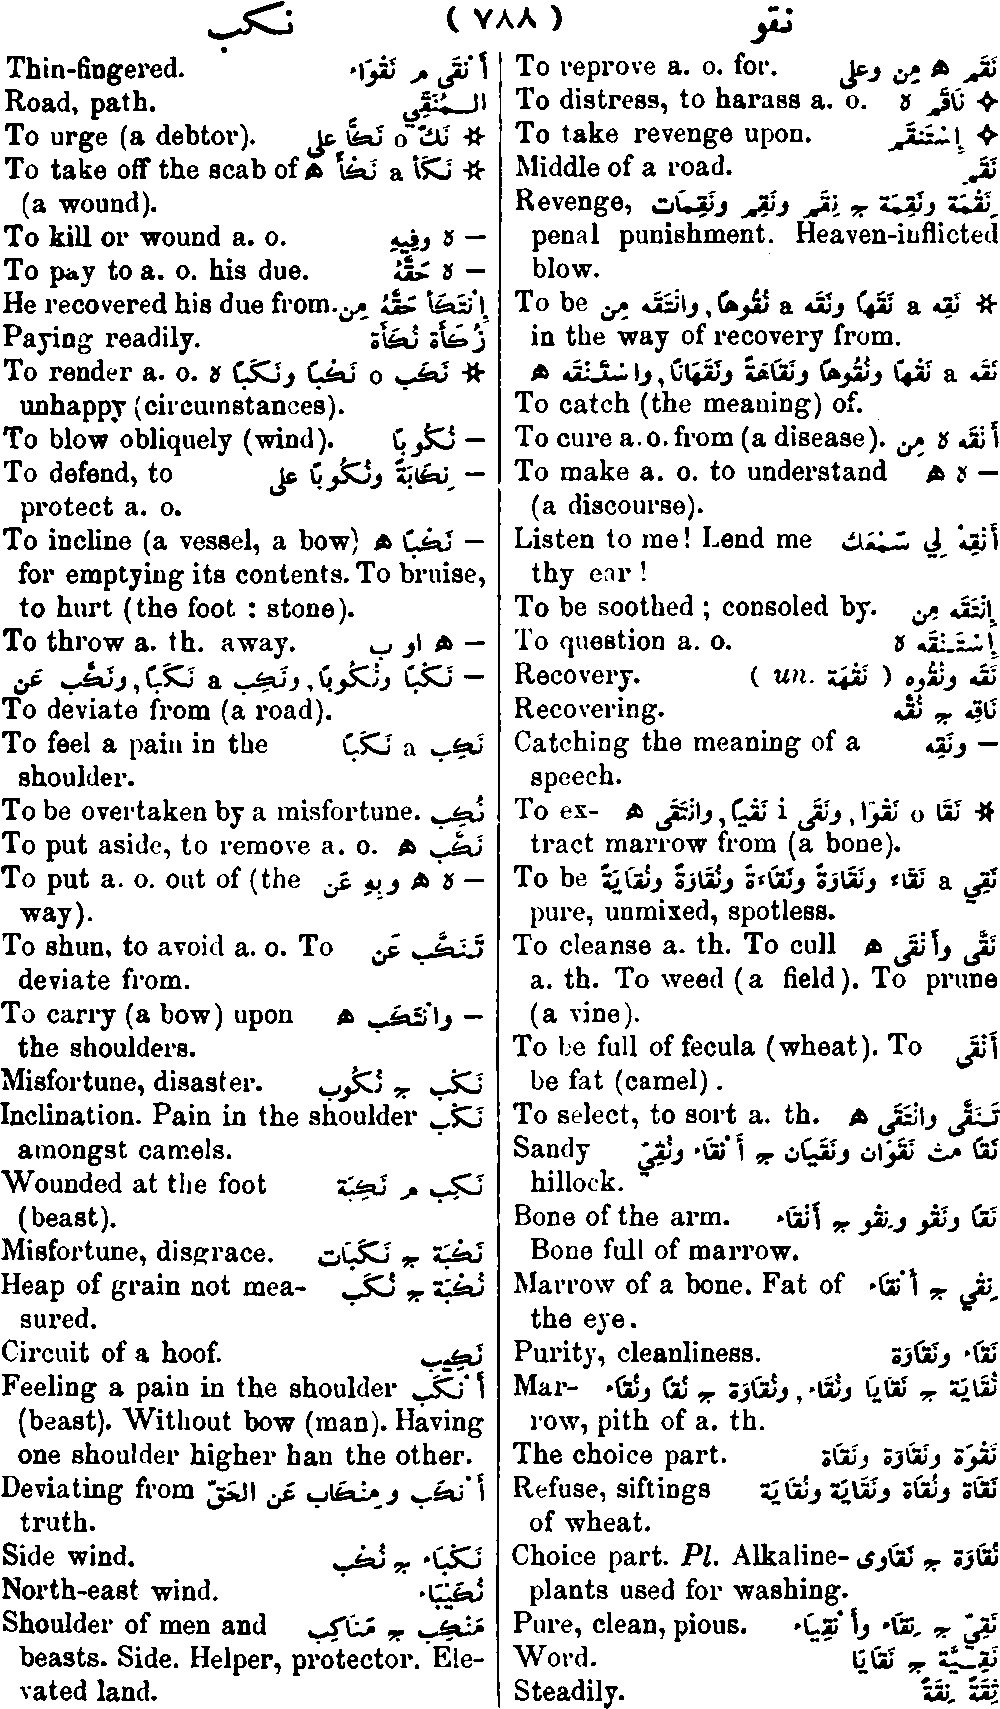 نكب ( ٧٨٨ ) نقو
To reprove a. o. for. نَقَّم ه مِن وعلى
To distress, to harass a. o. ❖ نَاقَم ه
To take revenge upon. ❖ إِسْتَنْقَم
Middle of a road. نَقَم
Revenge, نِقْمَة ونَقِمَة ج نِقَم ونَقِم ونَقِمَات
penal punishment. Heaven-inflicted
blow.
To be * نَقِه a نَقَهًا ونَقَه a نُقُوهًا, وانْتَقَه مِن
in the way of recovery from.
نَقَه a نَقْهًا ونُقُوهًا ونَقَاهَةً ونَقَهَانًا, واسْتَنْقَه ه
To catch (the meaning) of.
To cure a. o. from (a disease). أَنْقَه ه مِن
To make a. o. to understand — ه ه
(a discourse).
Listen to me! Lend me أَنْقِهْ لِي سَمْعَكَ
thy ear!
To be soothed; consoled by. إِنْتَقَه مِن
To question a. o. إِسْتَنْقَه ه
Recovery. نَقَه ونُقُوه ( un. نَقْهَة )
Recovering. نَاقِه ج نُقَّه
Catching the meaning of a — ونَقِه
speech.
To ex- * نَقَا o نَقْوًا, ونَقَى i نَقْيًا, وانْتَقَى ه
tract marrow from (a bone).
To be نَقِي a نَقَاء ونَقَاوَةً ونَقَاءَةً ونُقَاوَةً ونُقَايَةً
pure, unmixed, spotless.
To cleanse a. th. To cull نَقَّى وأَنْقَى ه
a. th. To weed (a field). To prune
(a vine).
To be full of fecula (wheat). To أَنْقَى
be fat (camel).
To select, to sort a. th. تَنَقَّى وانْتَقَى ه
Sandy نَقَا مث نَقَوَان ونَقَيَان ج أَنْقَاء ونُقِيّ
hillock.
Bone of the arm. نَقَا ونَقْو ونِقْو ج أَنْقَاء
Bone full of marrow.
Marrow of a bone. Fat of نِقْي ج أَنْقَاء
the eye.
Purity, cleanliness. نَقَاء ونَقَاوَة
Mar- نُقَايَة ج نَقَايَا ونُقَاء, ونُقَاوَة ج نُقَا ونُقَاء
row, pith of a. th.
The choice part. نَقْوَة ونَقَاوَة ونَقَاة
Refuse, siftings نَقَاة ونُقَاة ونَقَايَة ونُقَايَة
of wheat.
Choice part. Pl. Alkaline- نُقَاوَة ج نَقَاوَى
plants used for washing.
Pure, clean, pious. نَقِيّ ج نِقَاء وأَنْقِيَاء
Word. نَقِيَّة ج نَقَايَا
Steadily. ثِقَةً نِقَةً
Thin-fingered. أَنْقَى م نَقْوَاء
Road, path. المُنَقِّي
To urge (a debtor). * نَكَّ o نَكًّا على
To take off the scab of * نَكَأَ a نَكْأً ه
(a wound).
To kill or wound a. o. — ه وفِيهِ
To pay to a. o. his due. — ه حَقَّهُ
He recovered his due from. إِنْتَكَأَ حَقَّهُ مِن
Paying readily. زُكَأَة نُكَأَة
To render a. o. * نَكَب o نَكْبًا ونَكَبًا ه
unhappy (circumstances).
To blow obliquely (wind). — نُكُوبًا
To defend, to — نِكَابَةً ونُكُوبًا على
protect a. o.
To incline (a vessel, a bow) — نَكْبًا ه
for emptying its contents. To bruise,
to hurt (the foot : stone).
To throw a. th. away. — ه او ب
— نَكْبًا ونُكُوبًا, ونَكِب a نَكَبًا, ونَكَّب عَن
To deviate from (a road).
To feel a pain in the نَكِب a نَكَبًا
shoulder.
To be overtaken by a misfortune. نُكِب
To put aside, to remove a. o. نَكَّب ه
To put a. o. out of (the — ه ه وبِهِ عَن
way).
To shun, to avoid a. o. To تَنَكَّب عَن
deviate from.
To carry (a bow) upon — وانْتَكَب ه
the shoulders.
Misfortune, disaster. نَكْب ج نُكُوب
Inclination. Pain in the shoulder نَكَب
amongst camels.
Wounded at the foot نَكِب م نَكِبَة
(beast).
Misfortune, disgrace. نَكْبَة ج نَكَبَات
Heap of grain not mea- نُكْبَة ج نُكَب
sured.
Circuit of a hoof. نَكِيب
Feeling a pain in the shoulder أَنْكَب
(beast). Without bow (man). Having
one shoulder higher han the other.
Deviating from أَنْكَب ومِنْكَاب عَن الحَقّ
truth.
Side wind. نَكْبَاء ج نُكْب
North-east wind. نُكَيْبَاء
Shoulder of men and مَنْكِب ج مَنَاكِب
beasts. Side. Helper, protector. Ele-
vated land.